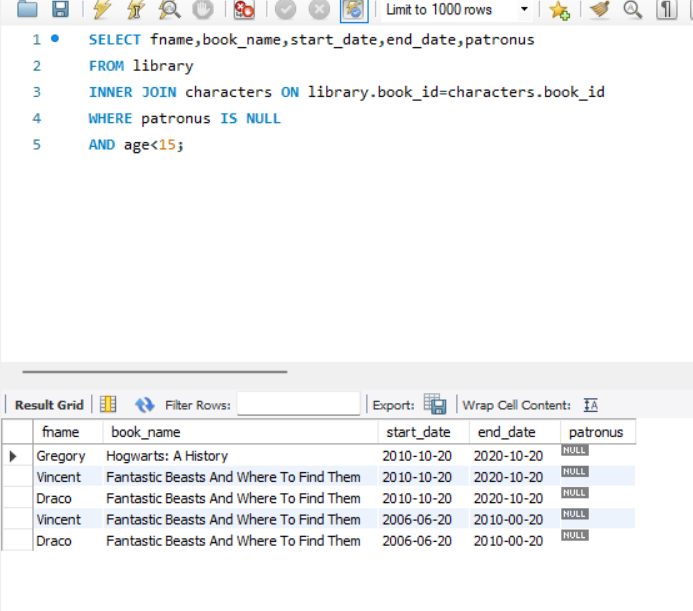 Limit to 1000 rows
1 SELECT fname,book_name,start_date,end_date,patronus
2 FROM library
3 INNER JOIN characters ON library.book_id=characters.book_id
4 WHERE patronus IS NULL
5 AND age<15;
Result Grid Filter Rows: Export: Wrap Cell Content: IA
fname book_name start_date end_date patronus
Gregory Hogwarts: A History 2010-10-20 2020-10-20 NULL
Vincent Fantastic Beasts And Where To Find Them 2010-10-20 2020-10-20 NULL
Draco Fantastic Beasts And Where To Find Them 2010-10-20 2020-10-20 NULL
Vincent Fantastic Beasts And Where To Find Them 2006-06-20 2010-00-20 NULL
Draco Fantastic Beasts And Where To Find Them 2006-06-20 2010-00-20 NULL